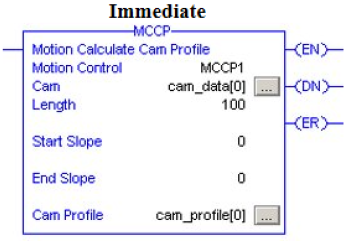 Immediate
MCCP
Motion Calculate Cam Profile (EN)
Motion Control MCCP1
Cam cam_data[0] ... (DN)
Length 100
(ER)
Start Slope 0
End Slope 0
Cam Profile cam_profile[0] ...